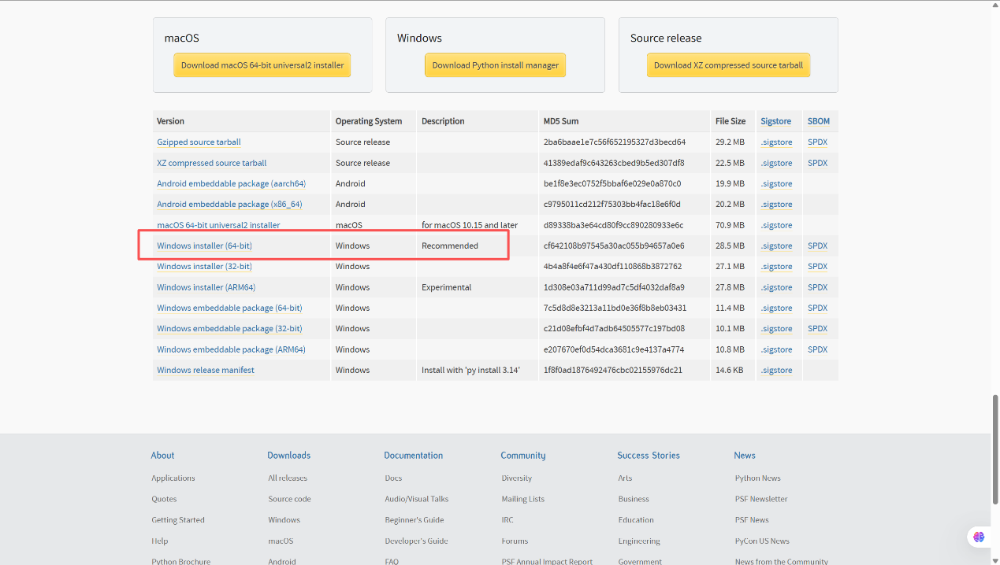 macOS Windows Source release
Download macOS 64-bit universal2 installer Download Python install manager Download XZ compressed source tarball
Version Operating System Description MD5 Sum File Size Sigstore SBOM
Gzipped source tarball Source release 2ba6baae1e7c56f652195327d3becd64 29.2 MB .sigstore SPDX
XZ compressed source tarball Source release 41389edaf9c643263cbed9b5ed307df8 22.5 MB .sigstore SPDX
Android embeddable package (aarch64) Android be1f8e3ec0752f5bbaf6e029e0a870c0 19.9 MB .sigstore
Android embeddable package (x86_64) Android c9795011cd212f75303bb4fac18e6f0d 20.2 MB .sigstore
macOS 64-bit universal2 installer macOS for macOS 10.15 and later d89338ba3e64cd80f9cc890280933e6c 70.9 MB .sigstore
Windows installer (64-bit) Windows Recommended cf642108b97545a30ac055b94657a0e6 28.5 MB .sigstore SPDX
Windows installer (32-bit) Windows 4b4a8f4e6f47a430df110868b3872762 27.1 MB .sigstore SPDX
Windows installer (ARM64) Windows Experimental 1d308e03a711d99ad7c5df4032daf8a9 27.8 MB .sigstore SPDX
Windows embeddable package (64-bit) Windows 7c5d8d8e3213a11bd0e36f8b8eb03431 11.4 MB .sigstore SPDX
Windows embeddable package (32-bit) Windows c21d08efbf4d7adb64505577c197bd08 10.1 MB .sigstore SPDX
Windows embeddable package (ARM64) Windows e207670ef0d54dca3681c9e4137a4774 10.8 MB .sigstore SPDX
Windows release manifest Windows Install with 'py install 3.14' 1f8f0ad1876492476cbc02155976dc21 14.6 KB .sigstore
About Downloads Documentation Community Success Stories News
Applications All releases Docs Diversity Arts Python News
Quotes Source code Audio/Visual Talks Mailing Lists Business PSF Newsletter
Getting Started Windows Beginner's Guide IRC Education PSF News
Help macOS Developer's Guide Forums Engineering PyCon US News
Python Brochure Android FAQ PSF Annual Impact Report Government News from the Community